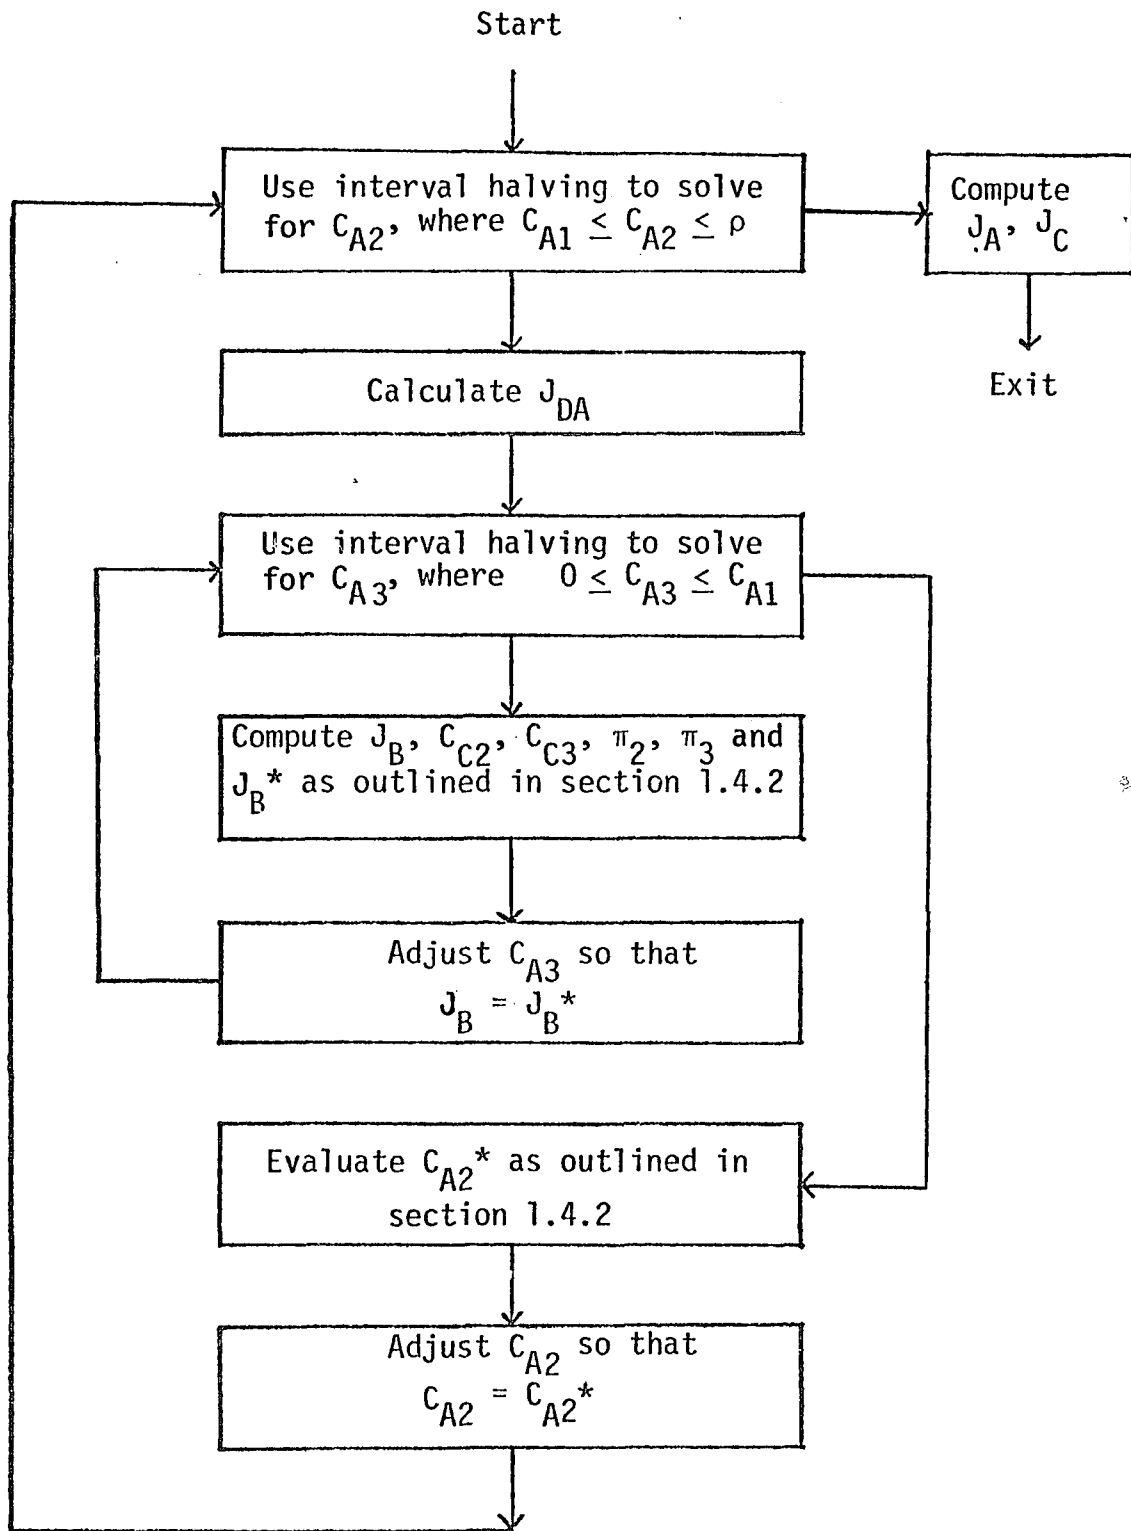 Start
Use interval halving to solve
for C_A2, where C_A1 ≤ C_A2 ≤ ρ
Compute
J_A, J_C
Exit
Calculate J_DA
Use interval halving to solve
for C_A3, where 0 ≤ C_A3 ≤ C_A1
Compute J_B, C_C2, C_C3, π_2, π_3 and
J_B* as outlined in section 1.4.2
Adjust C_A3 so that
J_B = J_B*
Evaluate C_A2* as outlined in
section 1.4.2
Adjust C_A2 so that
C_A2 = C_A2*